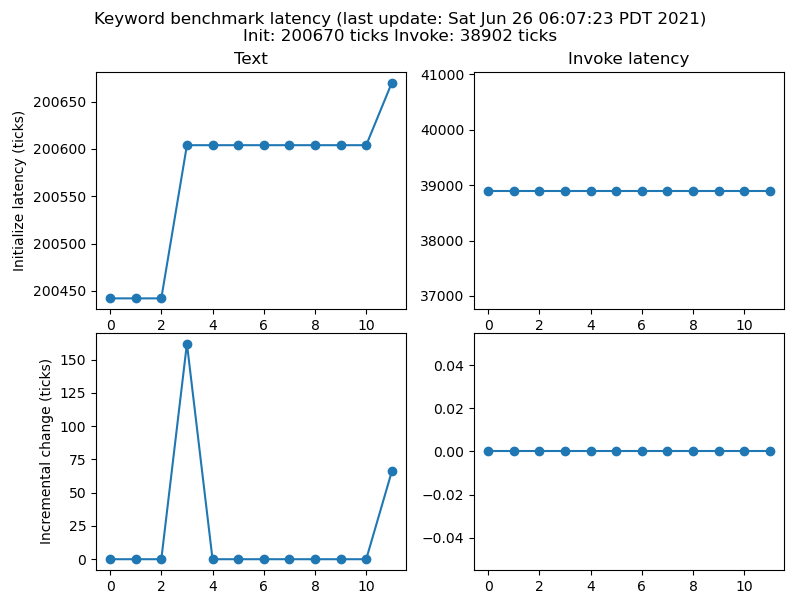 Keyword benchmark latency (last update: Sat Jun 26 06:07:23 PDT 2021)
Init: 200670 ticks Invoke: 38902 ticks
Text
Initialize latency (ticks)
200650
200600
200550
200500
200450
0 2 4 6 8 10
Invoke latency
41000
40000
39000
38000
37000
0 2 4 6 8 10
Incremental change (ticks)
150
125
100
75
50
25
0
0 2 4 6 8 10
0.04
0.02
0.00
−0.02
−0.04
0 2 4 6 8 10